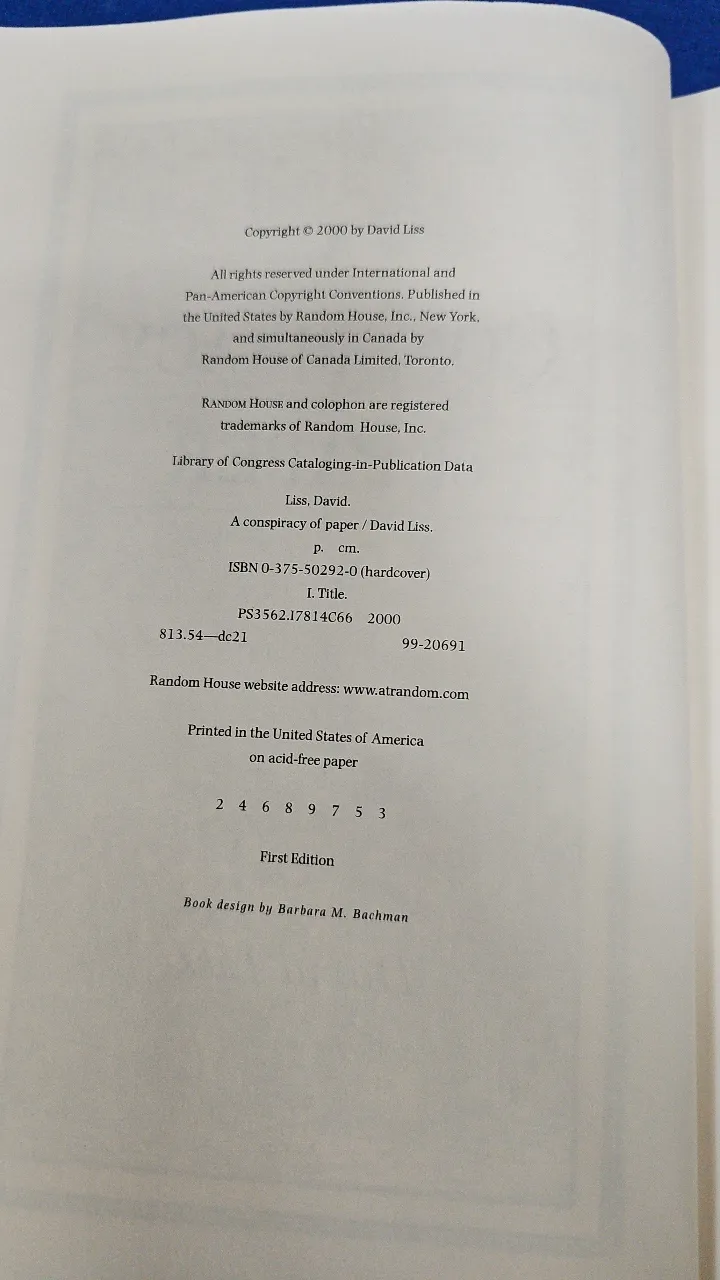 Copyright © 2000 by David Liss
All rights reserved under International and
Pan-American Copyright Conventions. Published in
the United States by Random House, Inc., New York,
and simultaneously in Canada by
Random House of Canada Limited, Toronto.
RANDOM HOUSE and colophon are registered
trademarks of Random House, Inc.
Library of Congress Cataloging-in-Publication Data
Liss, David.
A conspiracy of paper / David Liss.
p. cm.
ISBN 0-375-50292-0 (hardcover)
I. Title.
PS3562.I7814C66 2000
813.54—dc21 99-20691
Random House website address: www.atrandom.com
Printed in the United States of America
on acid-free paper
2 4 6 8 9 7 5 3
First Edition
Book design by Barbara M. Bachman